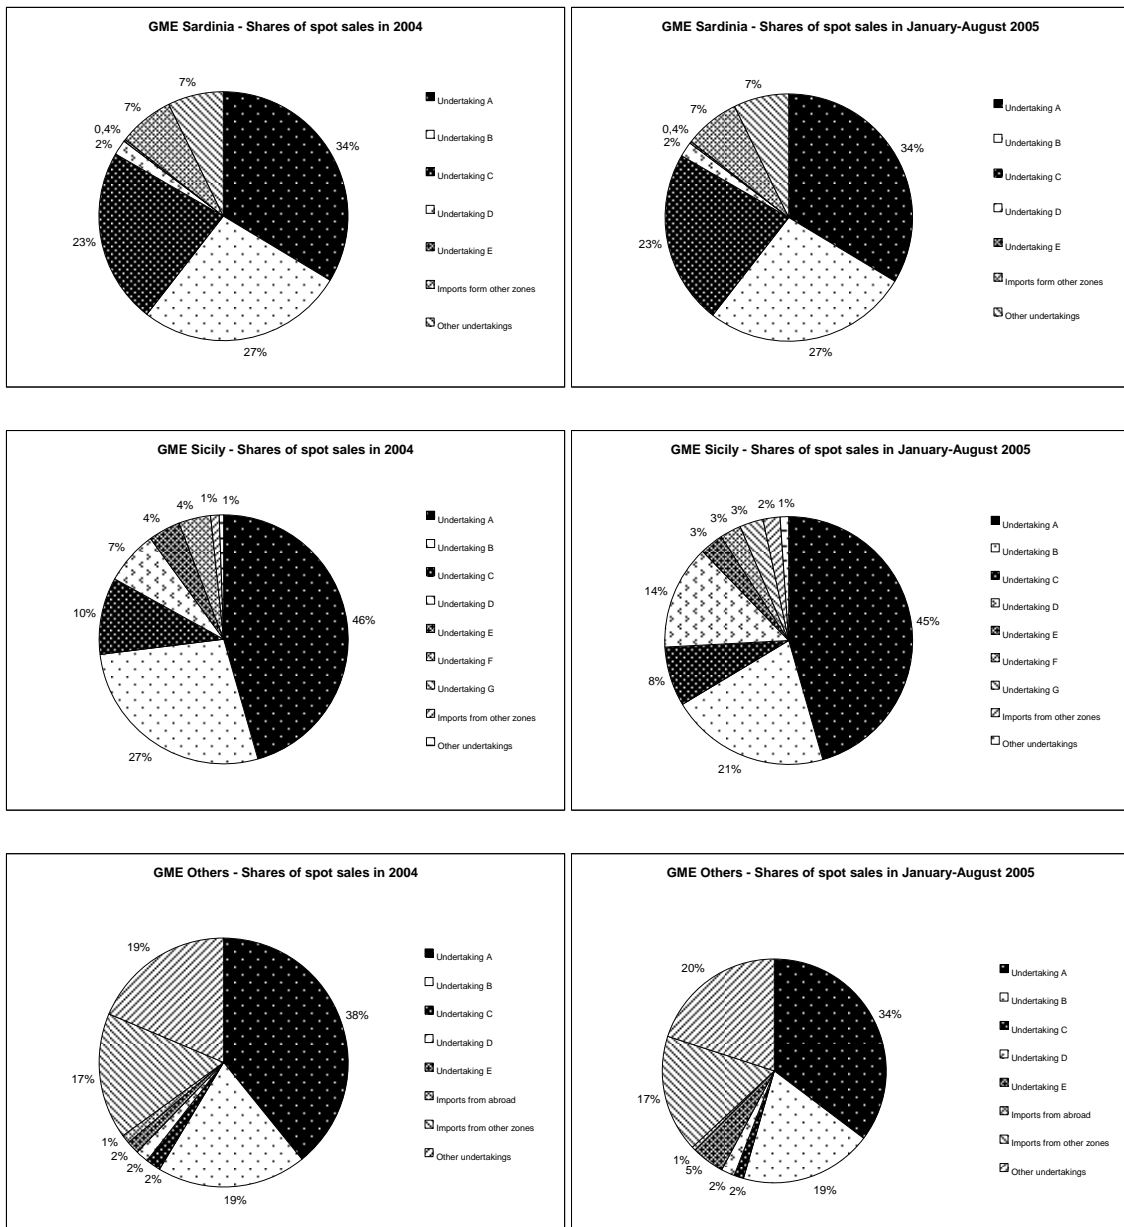 GME Sardinia - Shares of spot sales in 2004
7%
7%
0,4%
2%
23%
34%
27%
Undertaking A
Undertaking B
Undertaking C
Undertaking D
Undertaking E
Imports form other zones
Other undertakings
GME Sardinia - Shares of spot sales in January-August 2005
7%
7%
0,4%
2%
23%
34%
27%
Undertaking A
Undertaking B
Undertaking C
Undertaking D
Undertaking E
Imports form other zones
Other undertakings
GME Sicily - Shares of spot sales in 2004
1%
1%
4%
4%
7%
10%
46%
27%
Undertaking A
Undertaking B
Undertaking C
Undertaking D
Undertaking E
Undertaking F
Undertaking G
Imports from other zones
Other undertakings
GME Sicily - Shares of spot sales in January-August 2005
2%
1%
3%
3%
3%
14%
8%
45%
21%
Undertaking A
Undertaking B
Undertaking C
Undertaking D
Undertaking E
Undertaking F
Undertaking G
Imports from other zones
Other undertakings
GME Others - Shares of spot sales in 2004
19%
38%
17%
1%
2%
2%
2%
19%
Undertaking A
Undertaking B
Undertaking C
Undertaking D
Undertaking E
Imports from abroad
Imports from other zones
Other undertakings
GME Others - Shares of spot sales in January-August 2005
20%
34%
17%
1%
5%
2%
2%
19%
Undertaking A
Undertaking B
Undertaking C
Undertaking D
Undertaking E
Imports from abroad
Imports from other zones
Other undertakings